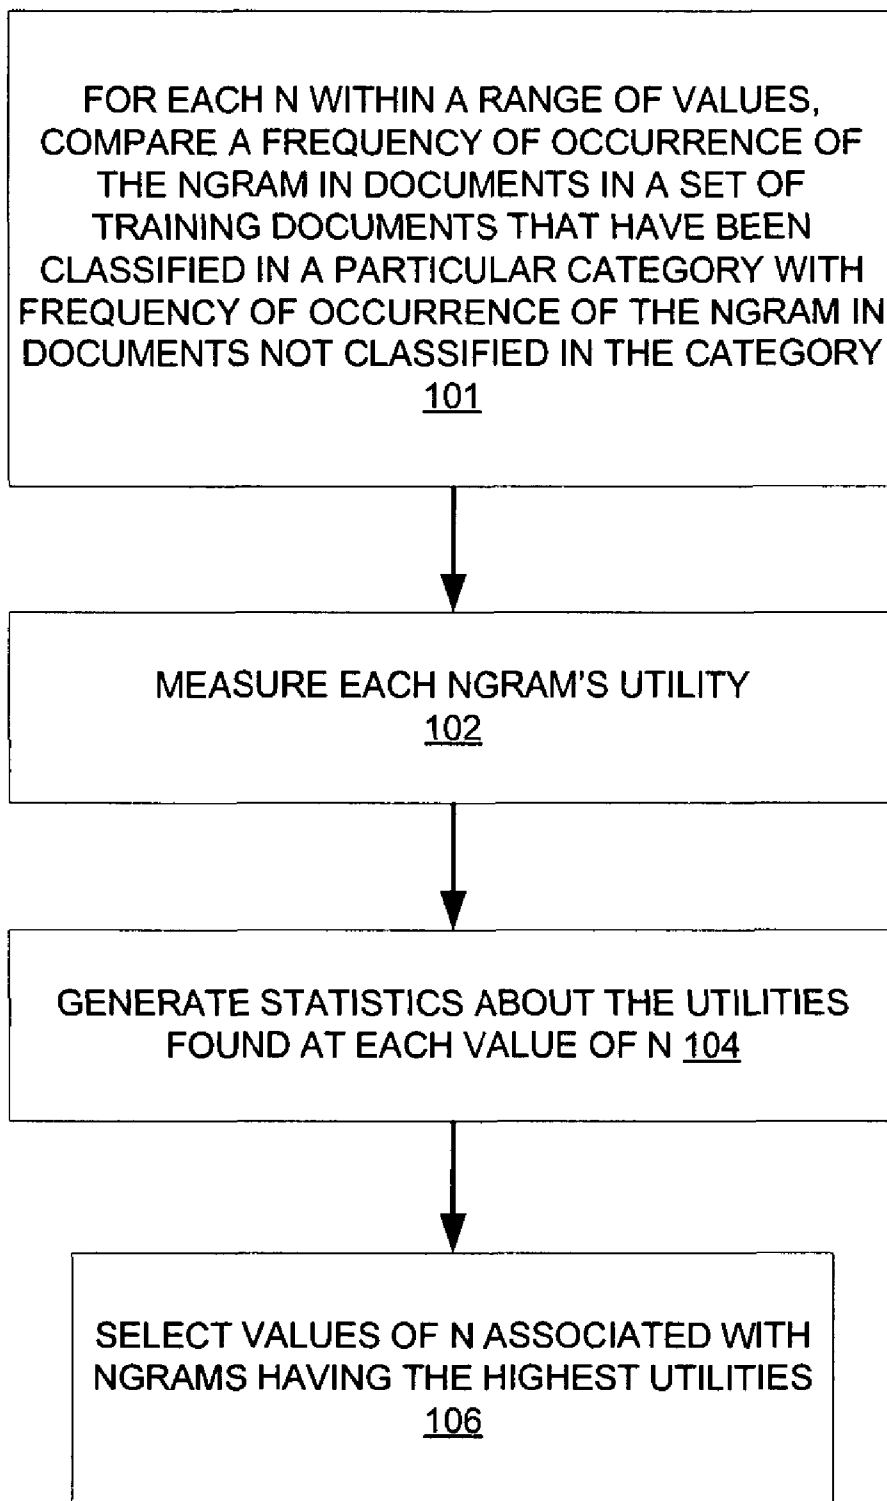 FOR EACH N WITHIN A RANGE OF VALUES,
COMPARE A FREQUENCY OF OCCURRENCE OF
THE NGRAM IN DOCUMENTS IN A SET OF
TRAINING DOCUMENTS THAT HAVE BEEN
CLASSIFIED IN A PARTICULAR CATEGORY WITH
FREQUENCY OF OCCURRENCE OF THE NGRAM IN
DOCUMENTS NOT CLASSIFIED IN THE CATEGORY
101
MEASURE EACH NGRAM'S UTILITY
102
GENERATE STATISTICS ABOUT THE UTILITIES
FOUND AT EACH VALUE OF N 104
SELECT VALUES OF N ASSOCIATED WITH
NGRAMS HAVING THE HIGHEST UTILITIES
106